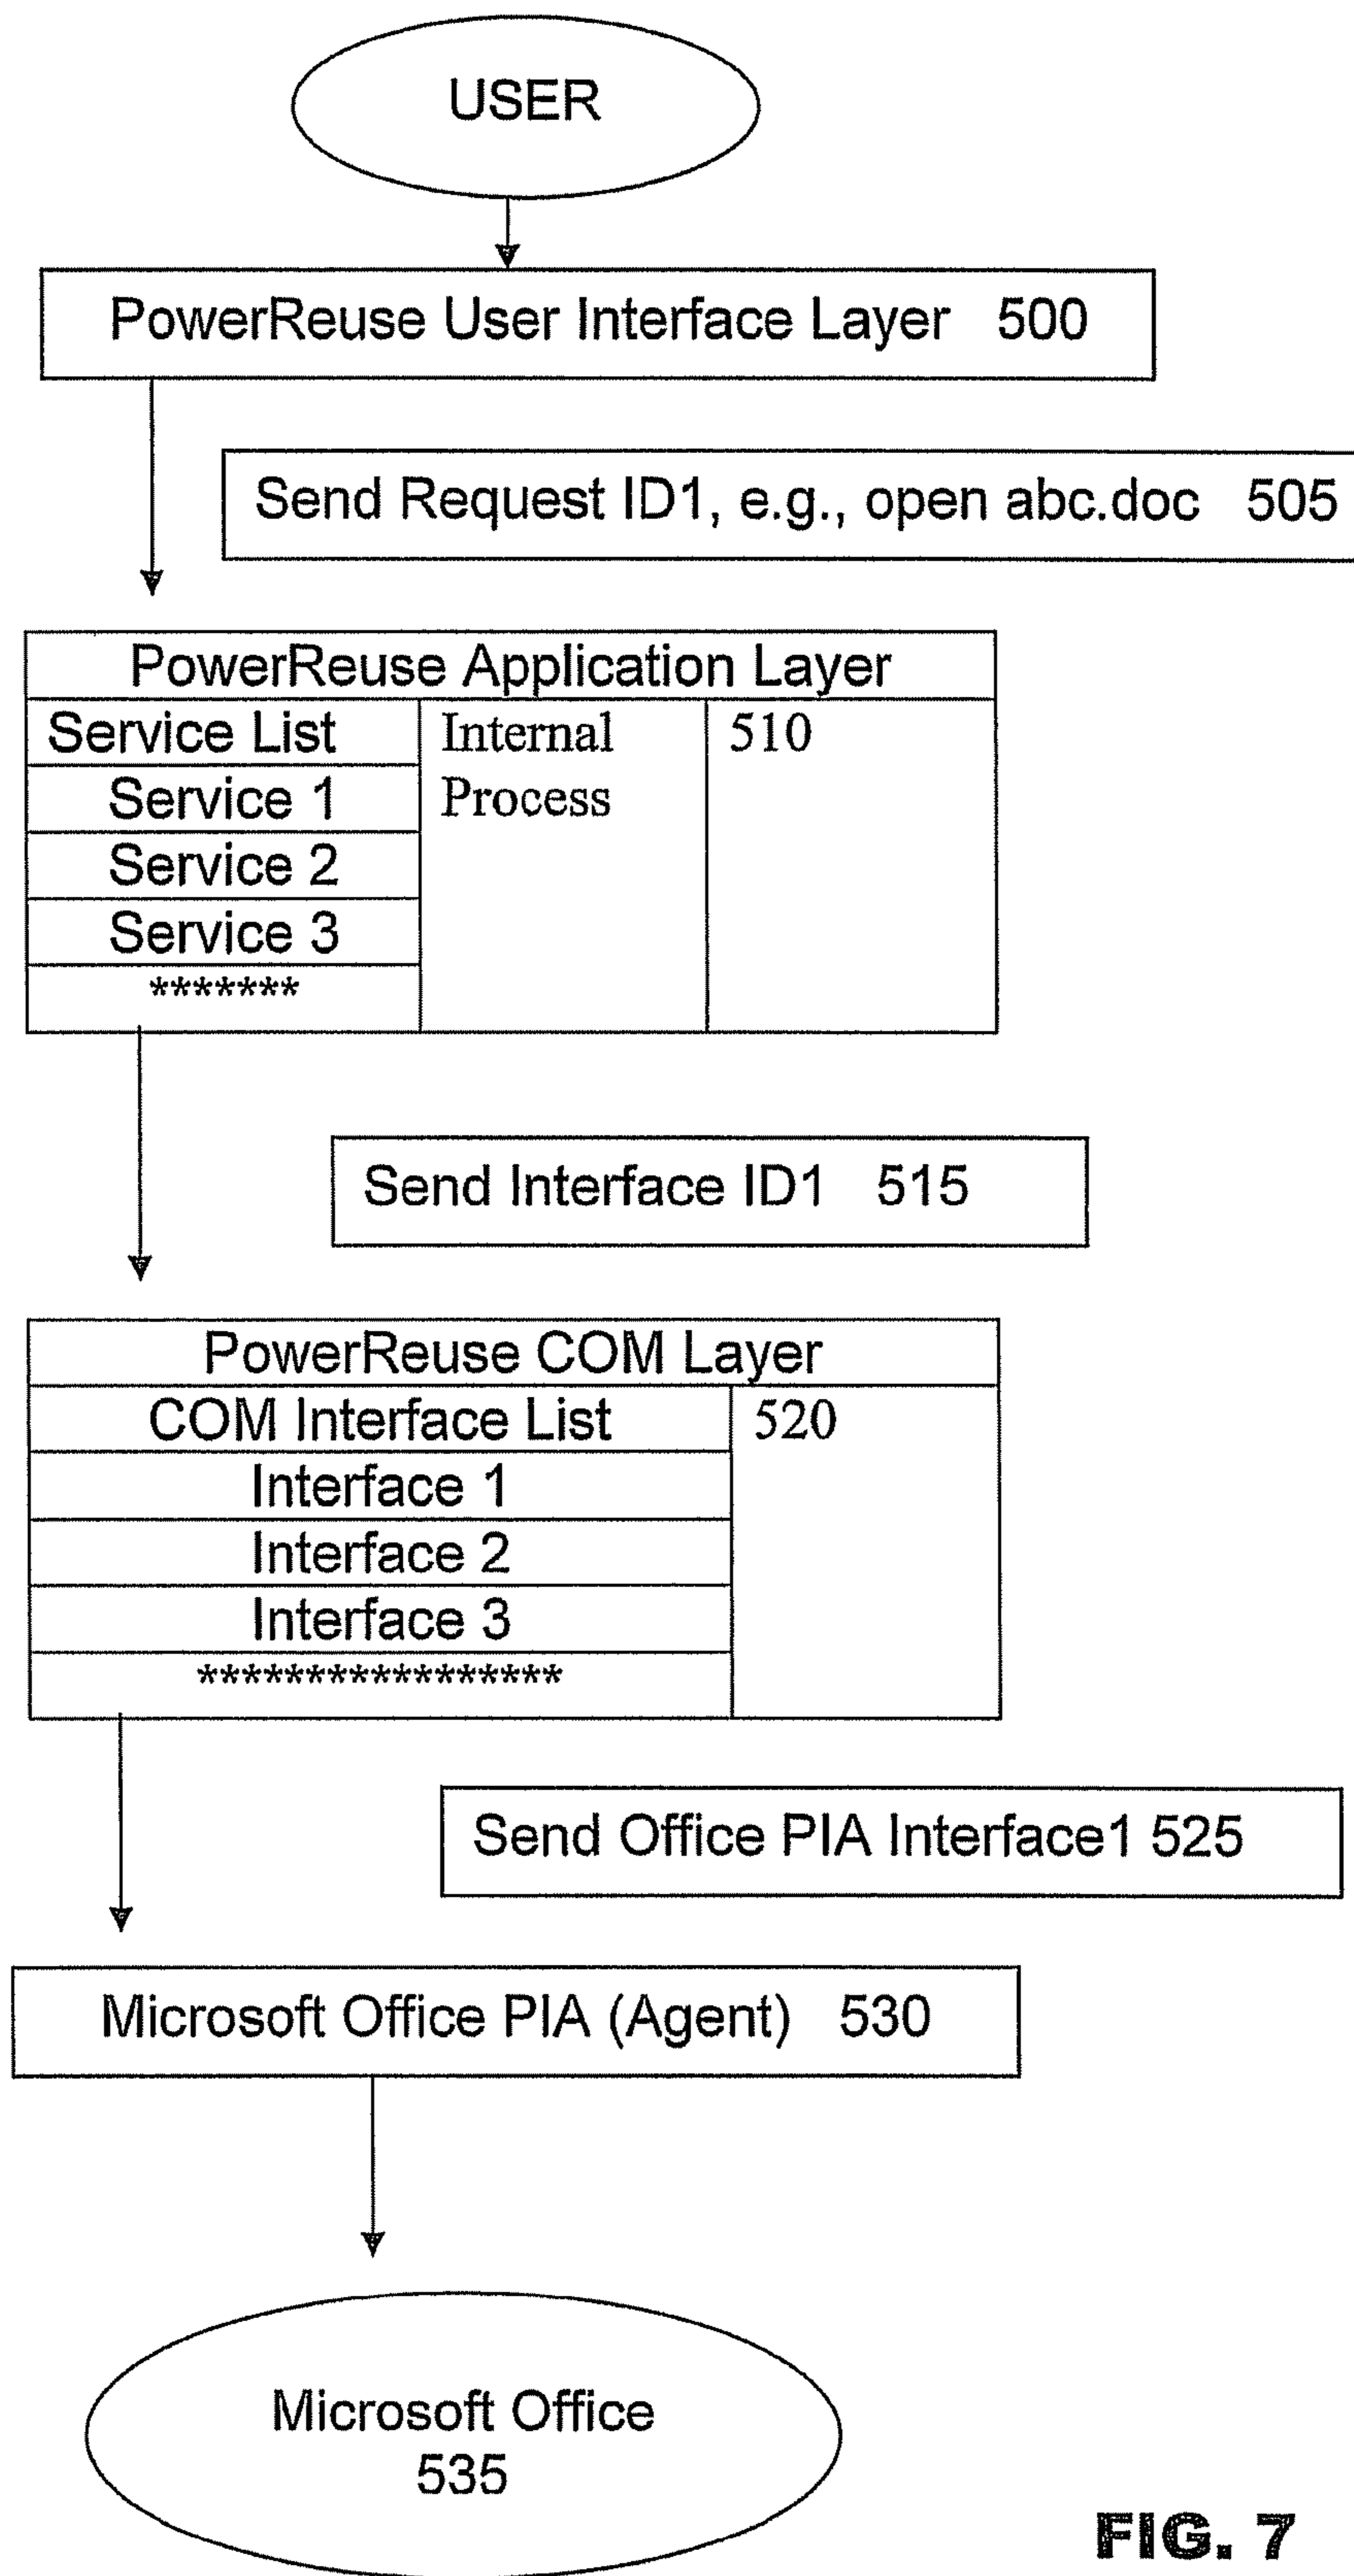 USER
PowerReuse User Interface Layer 500
Send Request ID1, e.g., open abc.doc 505
PowerReuse Application Layer
Service List Internal 510
Service 1 Process
Service 2
Service 3
*******
Send Interface ID1 515
PowerReuse COM Layer
COM Interface List 520
Interface 1
Interface 2
Interface 3
*****************
Send Office PIA Interface1 525
Microsoft Office PIA (Agent) 530
Microsoft Office
535
FIG. 7